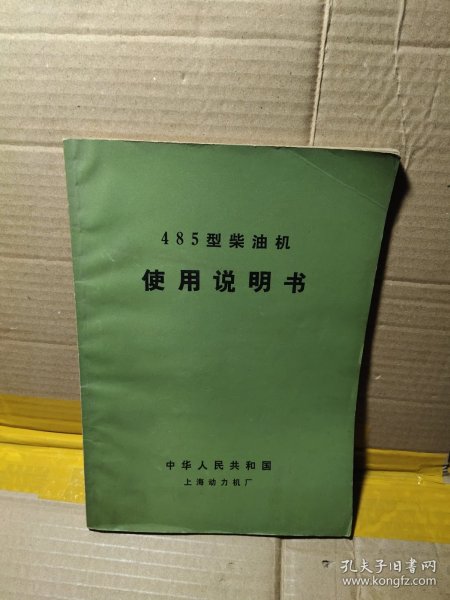 485型柴油机
使用说明书
中华人民共和国
上海动力机厂
孔夫子旧书网
www.kongfz.com